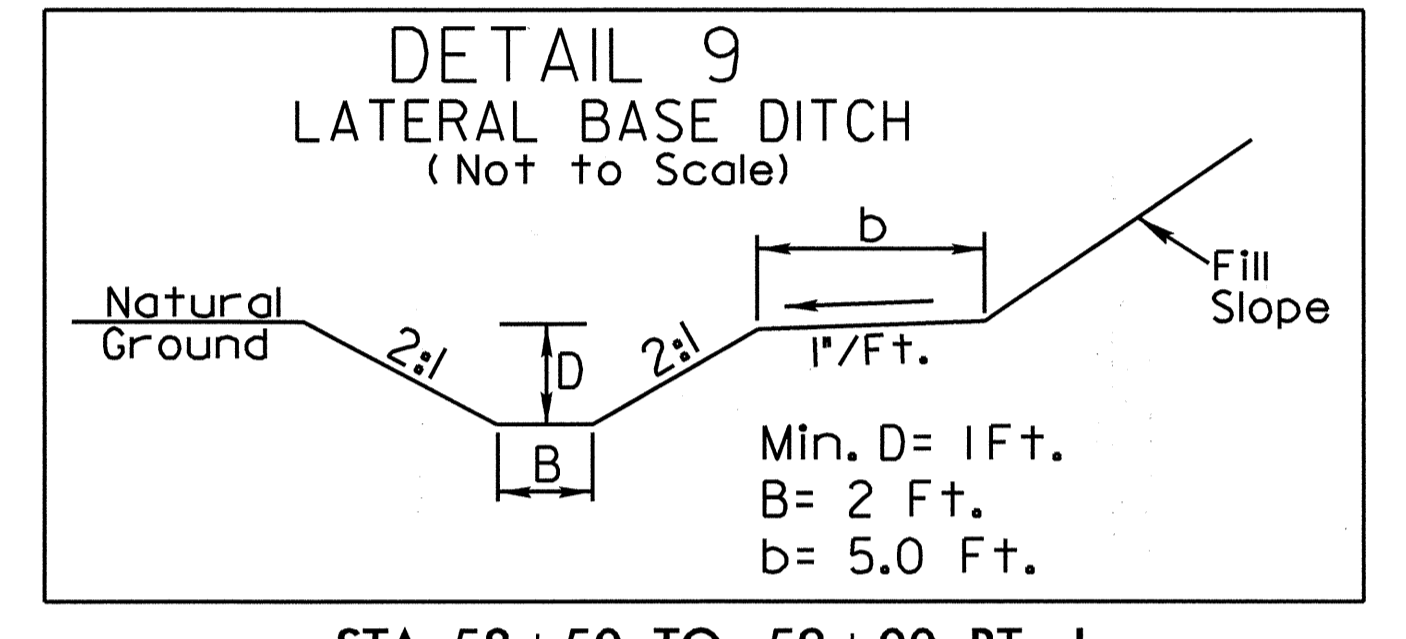 DETAIL 9
LATERAL BASE DITCH
(Not to Scale)
b
Natural
Ground
2:1
D
2:1
1"/Ft.
Fill
Slope
B
Min. D= 1Ft.
B= 2 Ft.
b= 5.0 Ft.